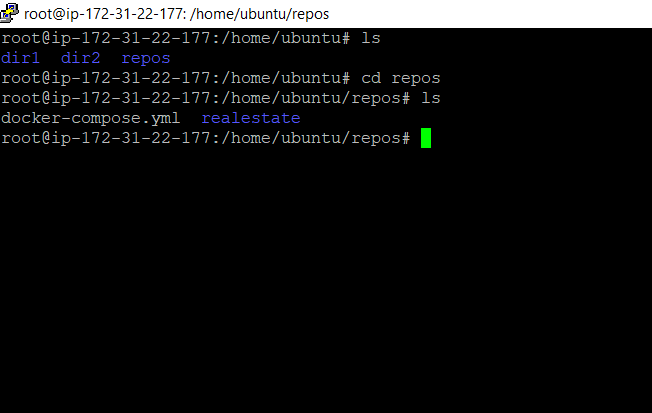 root@ip-172-31-22-177: /home/ubuntu/repos
root@ip-172-31-22-177:/home/ubuntu# ls
dir1  dir2  repos
root@ip-172-31-22-177:/home/ubuntu# cd repos
root@ip-172-31-22-177:/home/ubuntu/repos# ls
docker-compose.yml  realestate
root@ip-172-31-22-177:/home/ubuntu/repos#